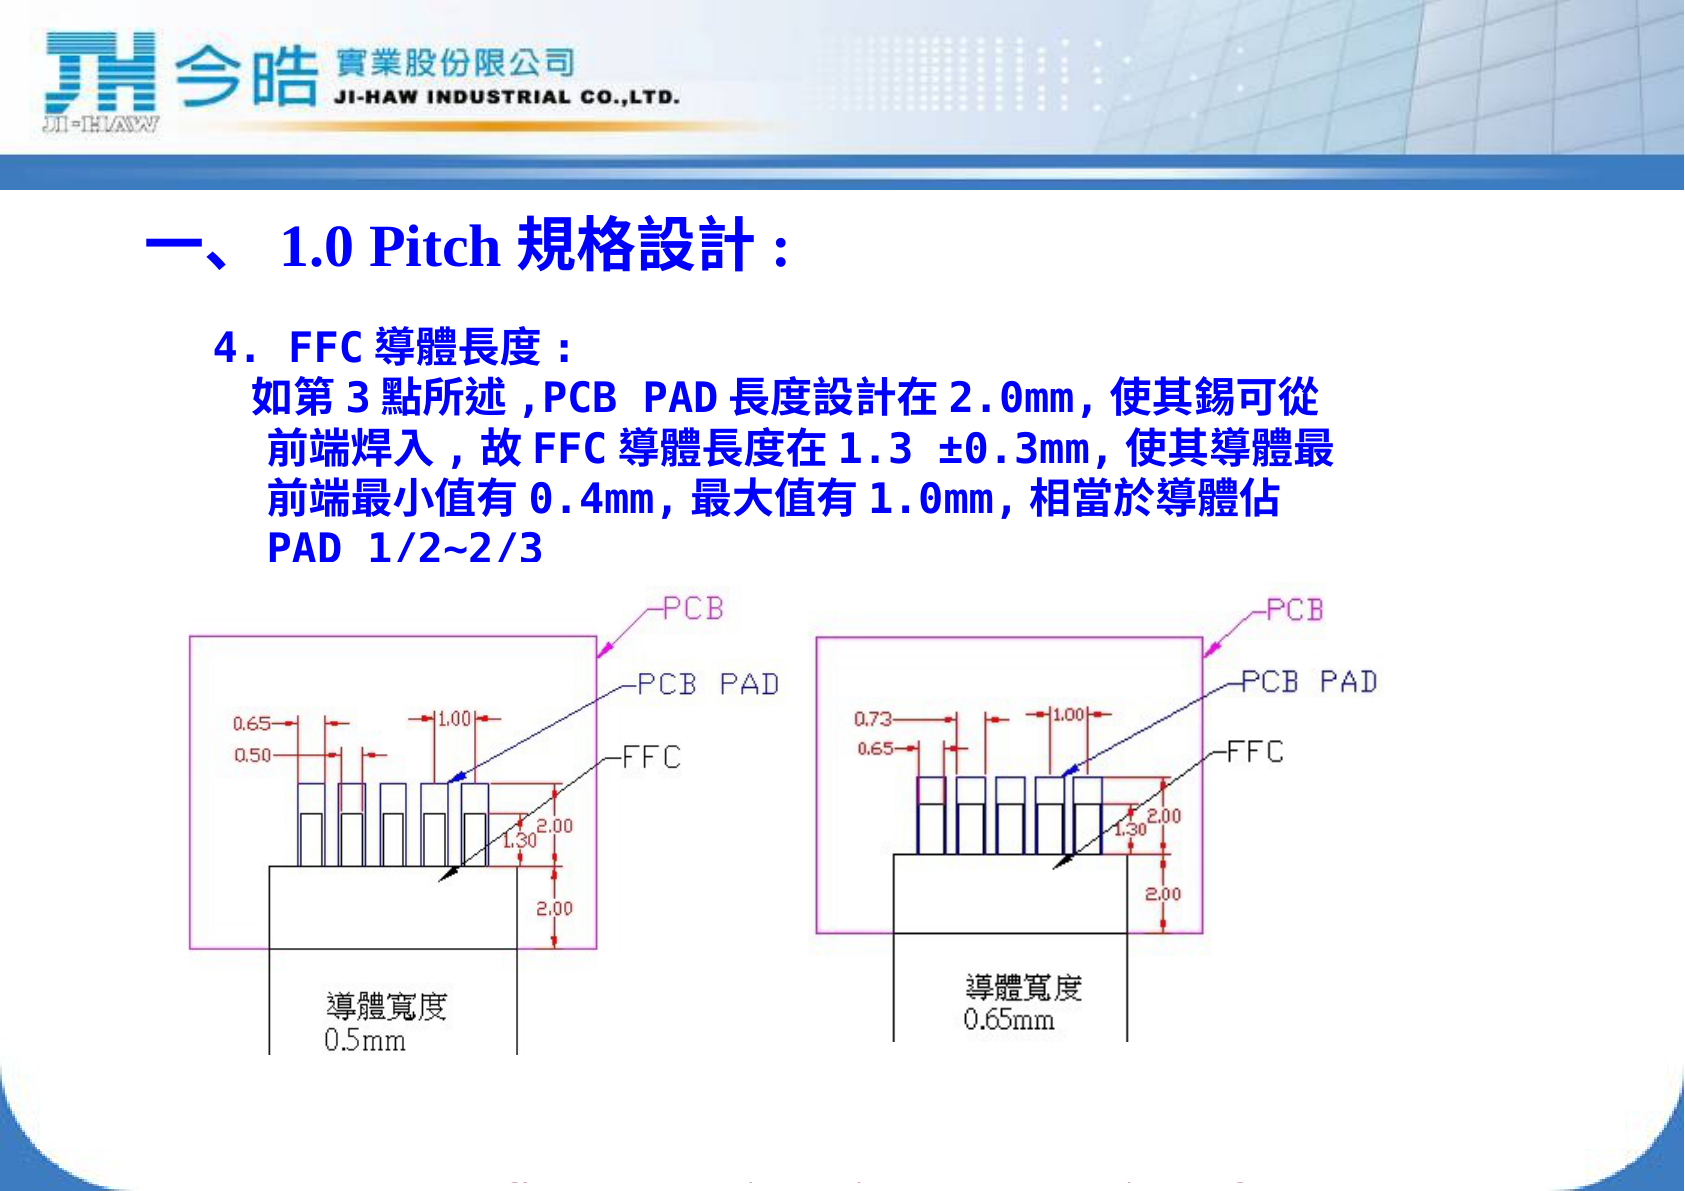 JH 今皓 實業股份限公司
JI-HAW JI-HAW INDUSTRIAL CO.,LTD.
一、 1.0 Pitch 規格設計:
4. FFC 導體長度:
如第 3 點所述 ,PCB PAD 長度設計在 2.0mm, 使其錫可從
前端焊入 , 故 FFC 導體長度在 1.3 ±0.3mm, 使其導體最
前端最小值有 0.4mm, 最大值有 1.0mm, 相當於導體佔
PAD 1/2~2/3
PCB
PCB PAD
FFC
0.65
0.50
1.00
1.30
2.00
2.00
導體寬度
0.5mm
PCB
PCB PAD
FFC
0.73
0.65
1.00
1.30
2.00
2.00
導體寬度
0.65mm